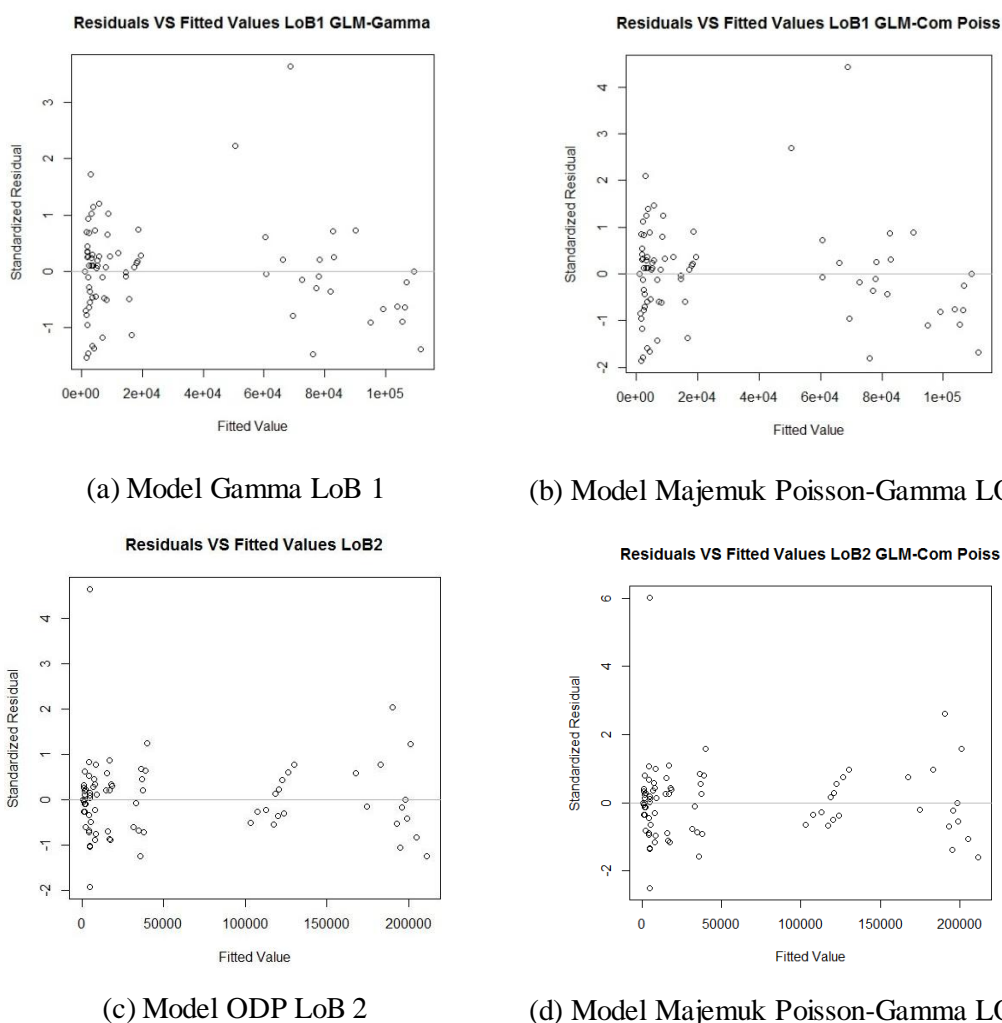 Residuals VS Fitted Values LoB1 GLM-Gamma
Standardized Residual
3
2
1
0
-1
0e+00 2e+04 4e+04 6e+04 8e+04 1e+05
Fitted Value
(a) Model Gamma LoB 1
Residuals VS Fitted Values LoB1 GLM-Com Poiss
Standardized Residual
4
3
2
1
0
-1
-2
0e+00 2e+04 4e+04 6e+04 8e+04 1e+05
Fitted Value
(b) Model Majemuk Poisson-Gamma LO
Residuals VS Fitted Values LoB2
Standardized Residual
4
3
2
1
0
-1
-2
0 50000 100000 150000 200000
Fitted Value
(c) Model ODP LoB 2
Residuals VS Fitted Values LoB2 GLM-Com Poiss
Standardized Residual
6
4
2
0
-2
0 50000 100000 150000 200000
Fitted Value
(d) Model Majemuk Poisson-Gamma LO